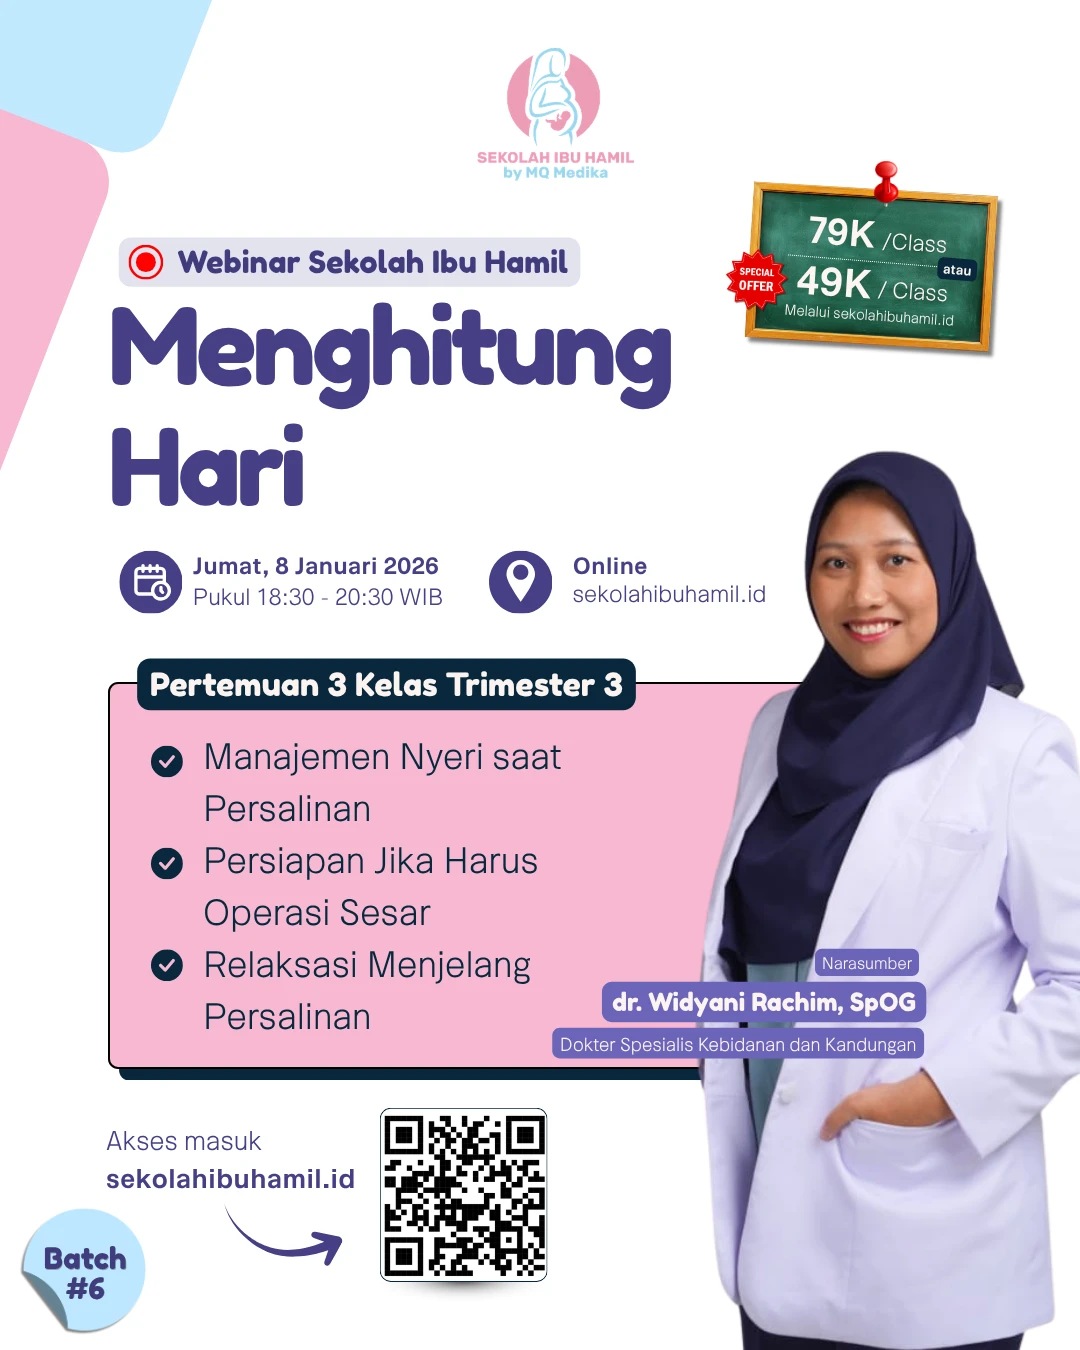 SEKOLAH IBU HAMIL
by MQ Medika
79K /Class
atau
SPECIAL
OFFER
49K / Class
Melalui sekolahibuhamil.id
Webinar Sekolah Ibu Hamil
Menghitung
Hari
Jumat, 8 Januari 2026
Pukul 18:30 - 20:30 WIB
Online
sekolahibuhamil.id
Pertemuan 3 Kelas Trimester 3
Manajemen Nyeri saat
Persalinan
Persiapan Jika Harus
Operasi Sesar
Relaksasi Menjelang
Persalinan
Narasumber
dr. Widyani Rachim, SpOG
Dokter Spesialis Kebidanan dan Kandungan
Akses masuk
sekolahibuhamil.id
Batch
#6